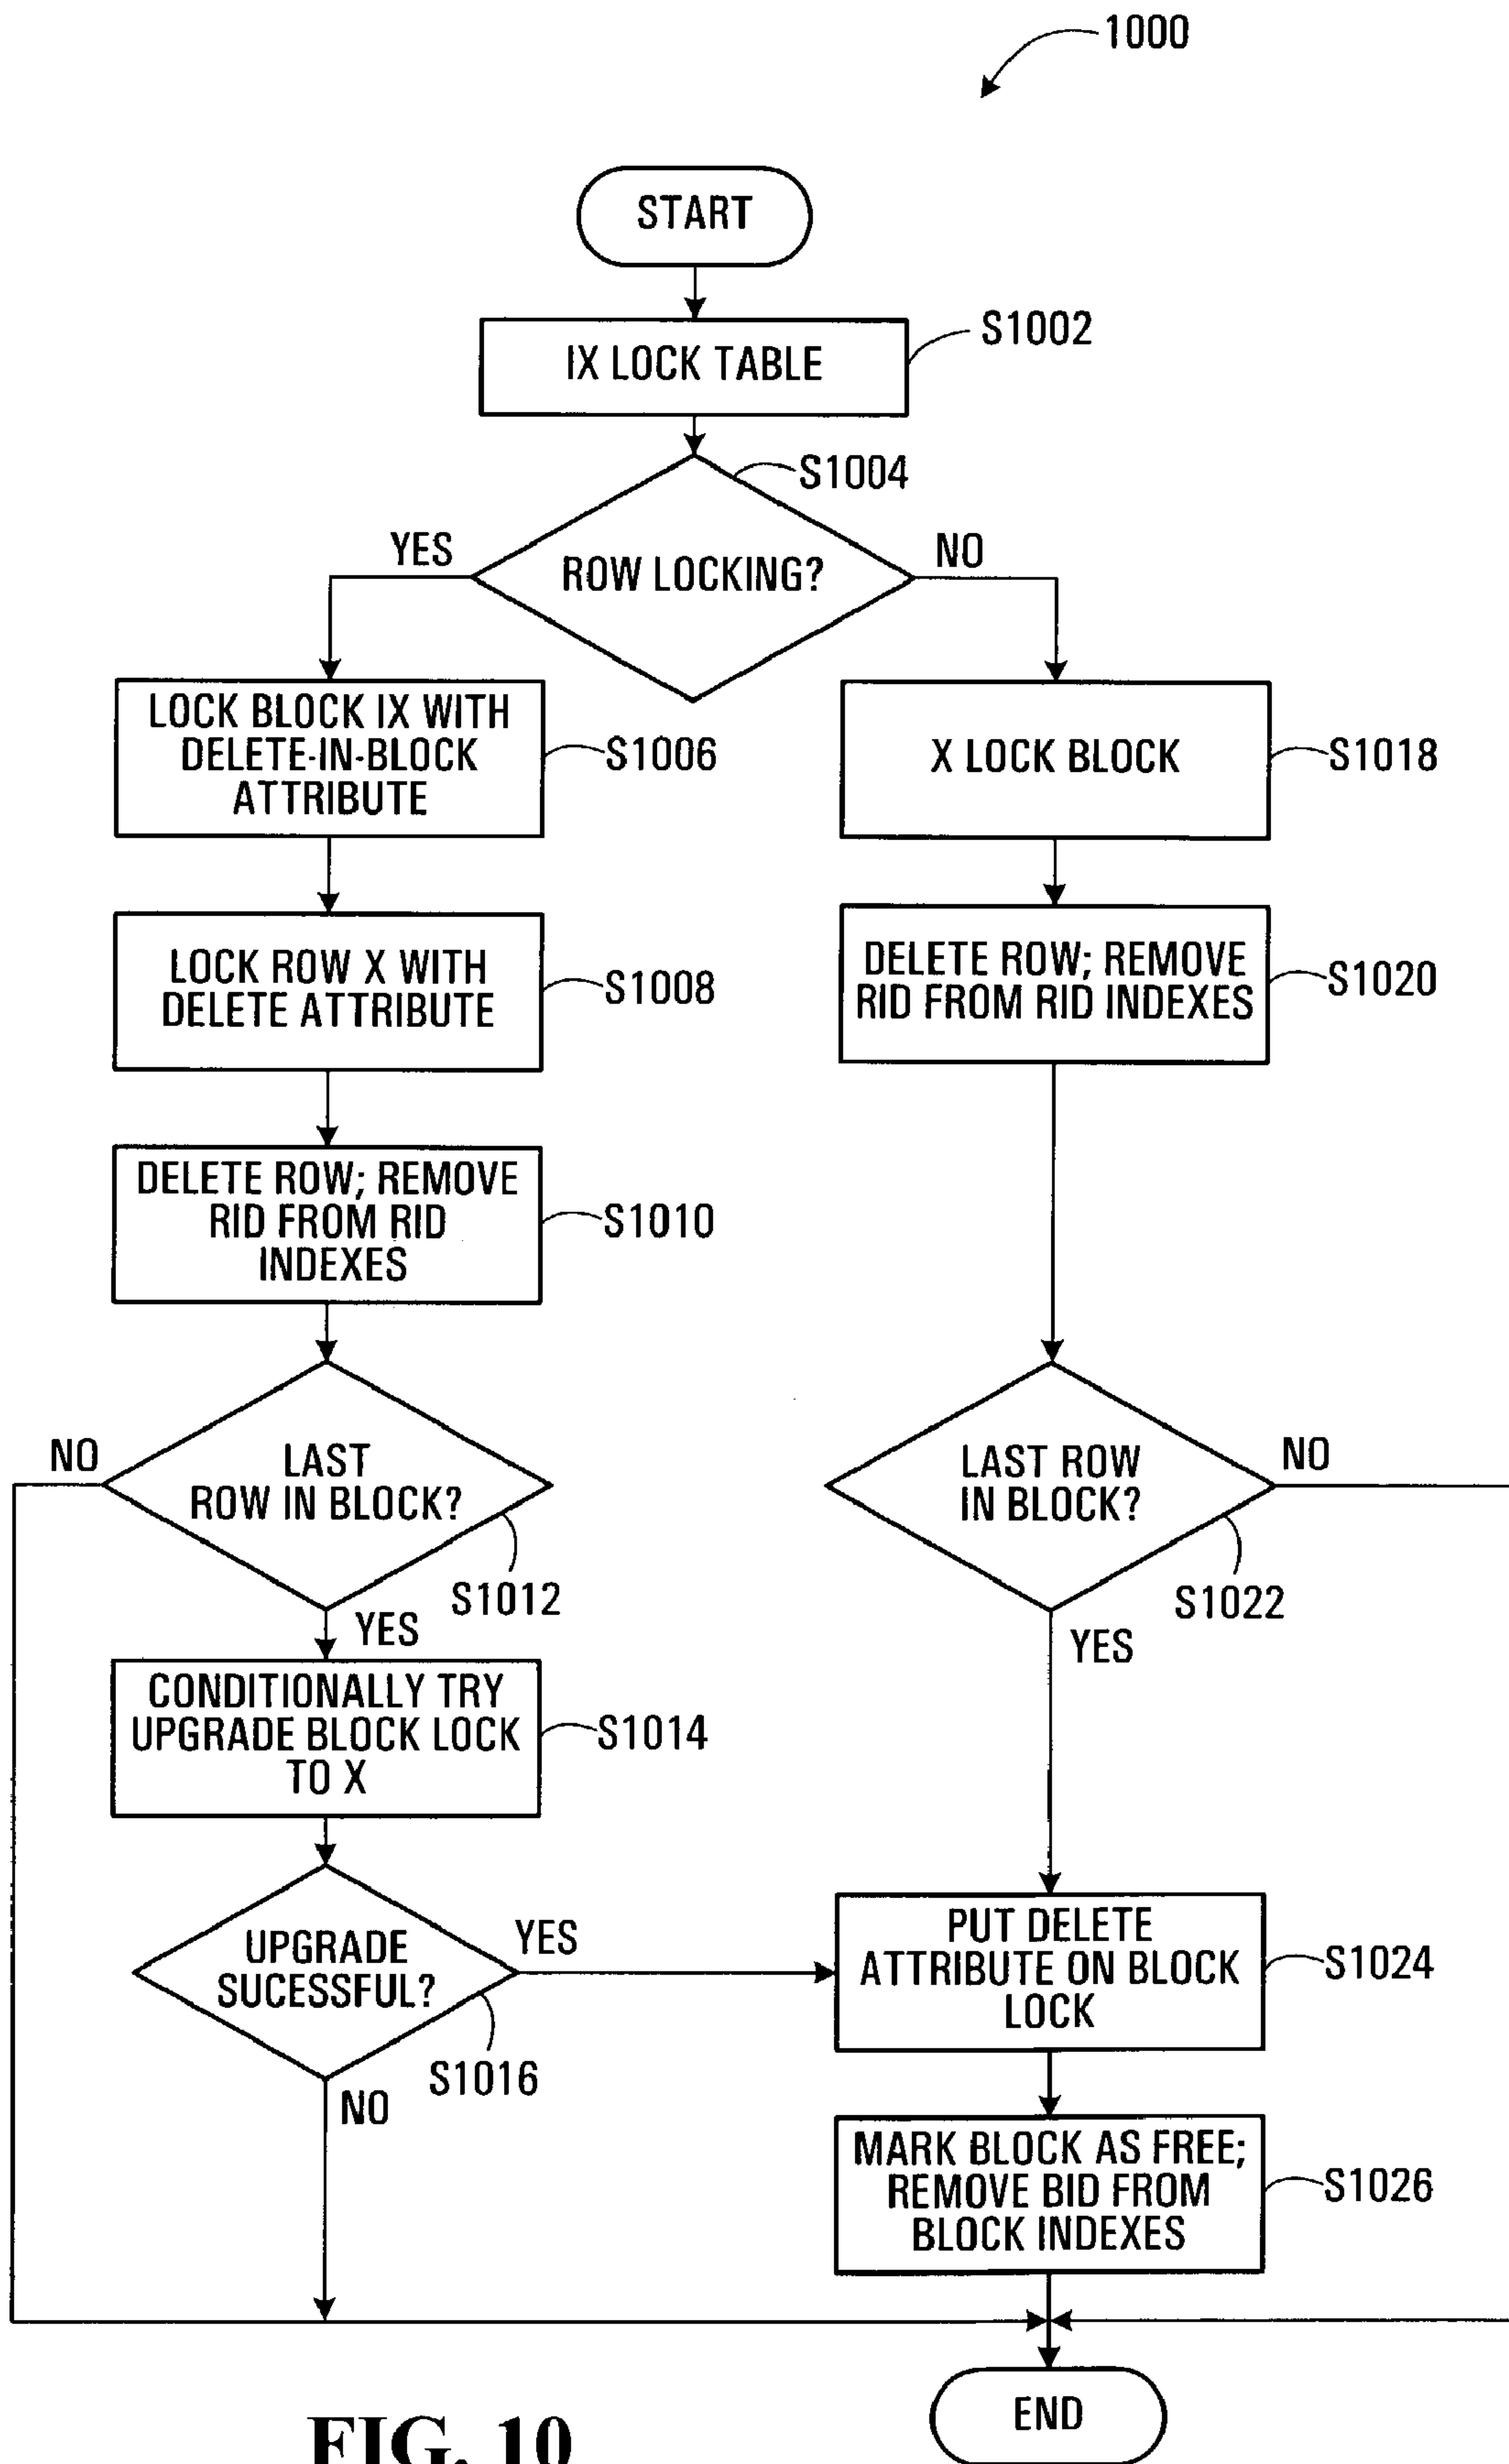 1000
START
IX LOCK TABLE
S1002
S1004
YES
ROW LOCKING?
NO
LOCK BLOCK IX WITH
DELETE-IN-BLOCK
ATTRIBUTE
S1006
X LOCK BLOCK
S1018
LOCK ROW X WITH
DELETE ATTRIBUTE
S1008
DELETE ROW; REMOVE
RID FROM RID INDEXES
S1020
DELETE ROW; REMOVE
RID FROM RID
INDEXES
S1010
NO
LAST
ROW IN BLOCK?
S1012
YES
LAST ROW
IN BLOCK?
NO
S1022
YES
CONDITIONALLY TRY
UPGRADE BLOCK LOCK
TO X
S1014
UPGRADE
SUCESSFUL?
YES
S1016
NO
PUT DELETE
ATTRIBUTE ON BLOCK
LOCK
S1024
MARK BLOCK AS FREE;
REMOVE BID FROM
BLOCK INDEXES
S1026
END
FIG. 10